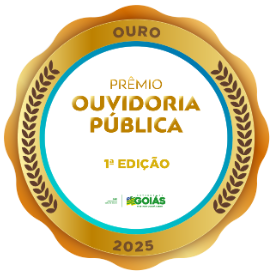 OURO
PRÊMIO
OUVIDORIA
PÚBLICA
1ª EDIÇÃO
GOIÁS
2025